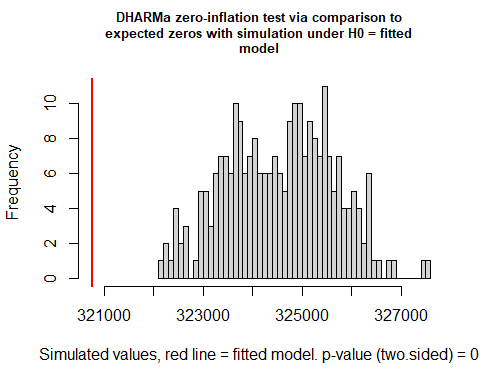 DHARMa zero-inflation test via comparison to
expected zeros with simulation under H0 = fitted
model
Frequency
10
8
6
4
2
0
321000 323000 325000 327000
Simulated values, red line = fitted model. p-value (two.sided) = 0